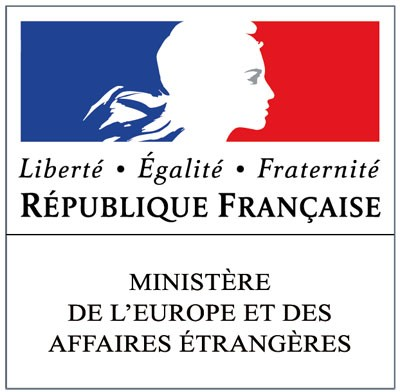 Liberté • Égalité • Fraternité
RÉPUBLIQUE FRANÇAISE
MINISTÈRE
DE L'EUROPE ET DES
AFFAIRES ÉTRANGÈRES